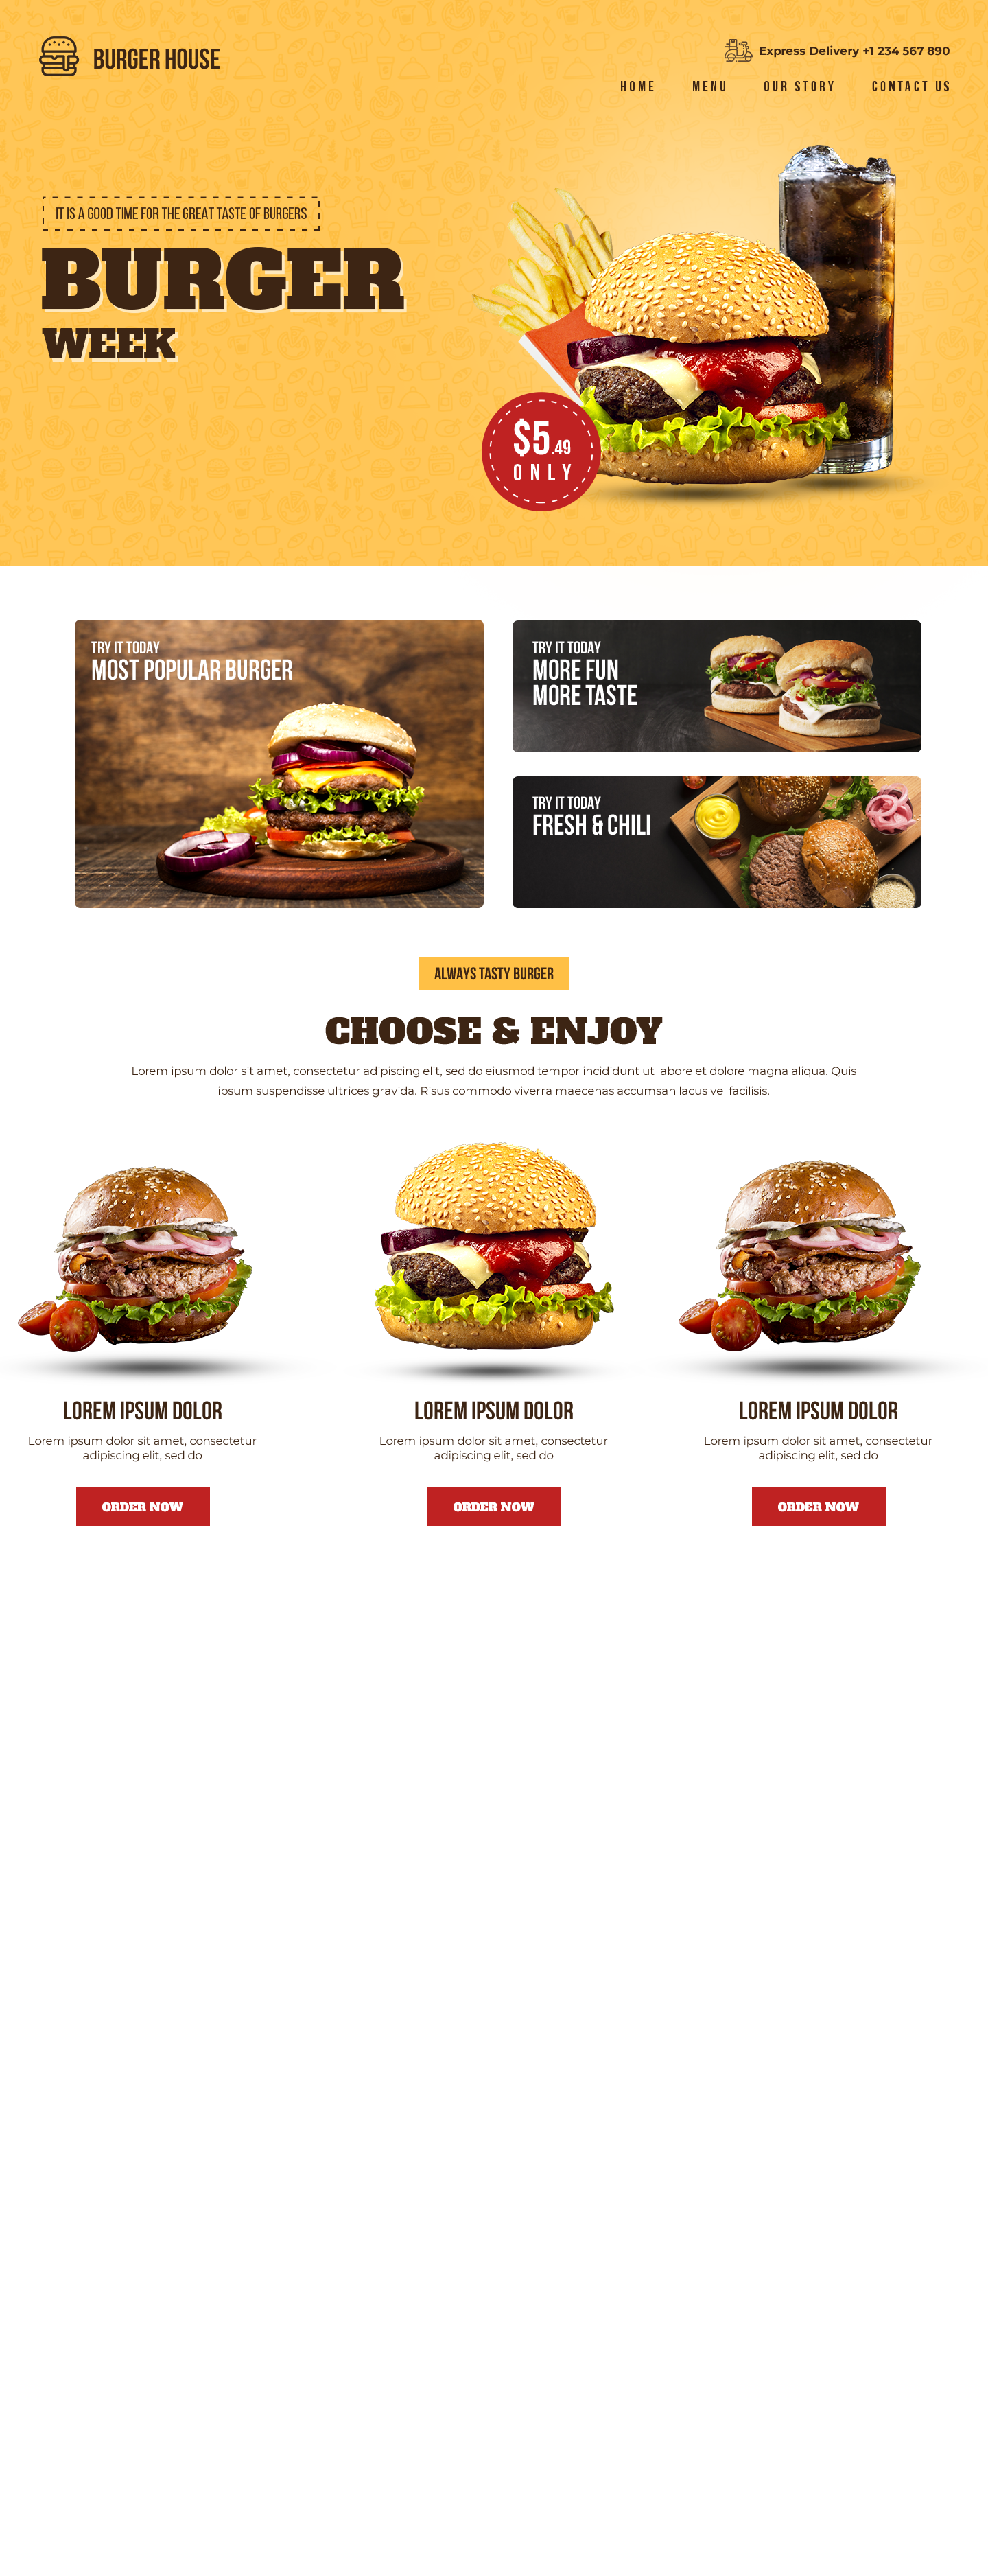 BURGER HOUSE
Express Delivery +1 234 567 890
HOME MENU OUR STORY CONTACT US
IT IS A GOOD TIME FOR THE GREAT TASTE OF BURGERS
BURGER
WEEK
$5.49
ONLY
TRY IT TODAY
MOST POPULAR BURGER
TRY IT TODAY
MORE FUN
MORE TASTE
TRY IT TODAY
FRESH & CHILI
ALWAYS TASTY BURGER
CHOOSE & ENJOY
Lorem ipsum dolor sit amet, consectetur adipiscing elit, sed do eiusmod tempor incididunt ut labore et dolore magna aliqua. Quis
ipsum suspendisse ultrices gravida. Risus commodo viverra maecenas accumsan lacus vel facilisis.
LOREM IPSUM DOLOR
Lorem ipsum dolor sit amet, consectetur
adipiscing elit, sed do
ORDER NOW
LOREM IPSUM DOLOR
Lorem ipsum dolor sit amet, consectetur
adipiscing elit, sed do
ORDER NOW
LOREM IPSUM DOLOR
Lorem ipsum dolor sit amet, consectetur
adipiscing elit, sed do
ORDER NOW